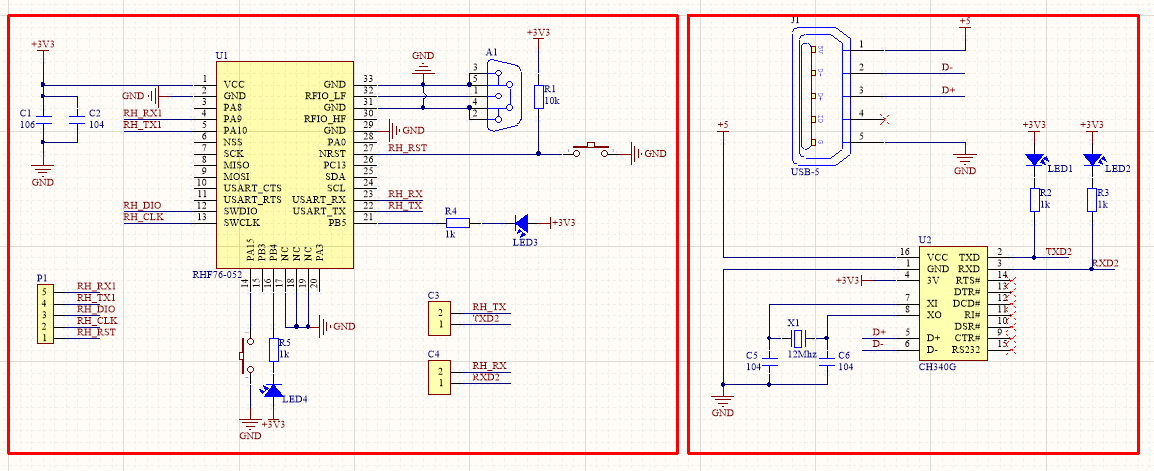 +3V3
C1
106
C2
104
GND
GND
RH_RX1
RH_TX1
RH_DIO
RH_CLK
U1
1 VCC GND 33
2 GND RFIO_LF 32
3 PA8 GND 31
4 PA9 RFIO_HF 30
5 PA10 GND 29
6 NSS PA0 28
7 SCK NRST 27
8 MISO PC13 26
9 MOSI SDA 25
10 USART_CTS SCL 24
11 USART_RTS USART_RX 23
12 SWDIO USART_TX 22
13 SWCLK PB5 21
PA15 PB3 PB4 NC NC NC PA3
14 15 16 17 18 19 20
RHF76-052
GND
A1
3
5
1
4
2
+3V3
R1
10k
GND
RH_RST
GND
RH_RX
RH_TX
R4
1k
LED3
+3V3
GND
R5
1k
LED4
+3V3
GND
P1
5 RH_RX1
4 RH_TX1
3 RH_DIO
2 RH_CLK
1 RH_RST
C3
2 RH_TX
1 TXD2
C4
2 RH_RX
1 RXD2
J1
1
2 D-
3 D+
4
5
USB-5
+5
GND
+5
+3V3
+3V3
LED1
LED2
R2
1k
R3
1k
TXD2
RXD2
U2
16 VCC TXD 2
1 GND RXD 3
4 3V RTS# 14
DTR# 13
7 XI DCD# 12
8 XO RI# 11
DSR# 10
5 D+ CTR# 9
6 D- RS232 15
CH340G
+3V3
D+
D-
X1
12Mhz
C5
104
C6
104
GND